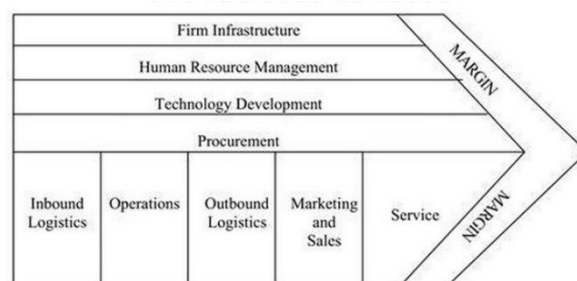 Firm Infrastructure
Human Resource Management
Technology Development
Procurement
MARGIN
Inbound
Logistics
Operations
Outbound
Logistics
Marketing
and
Sales
Service
MARGIN